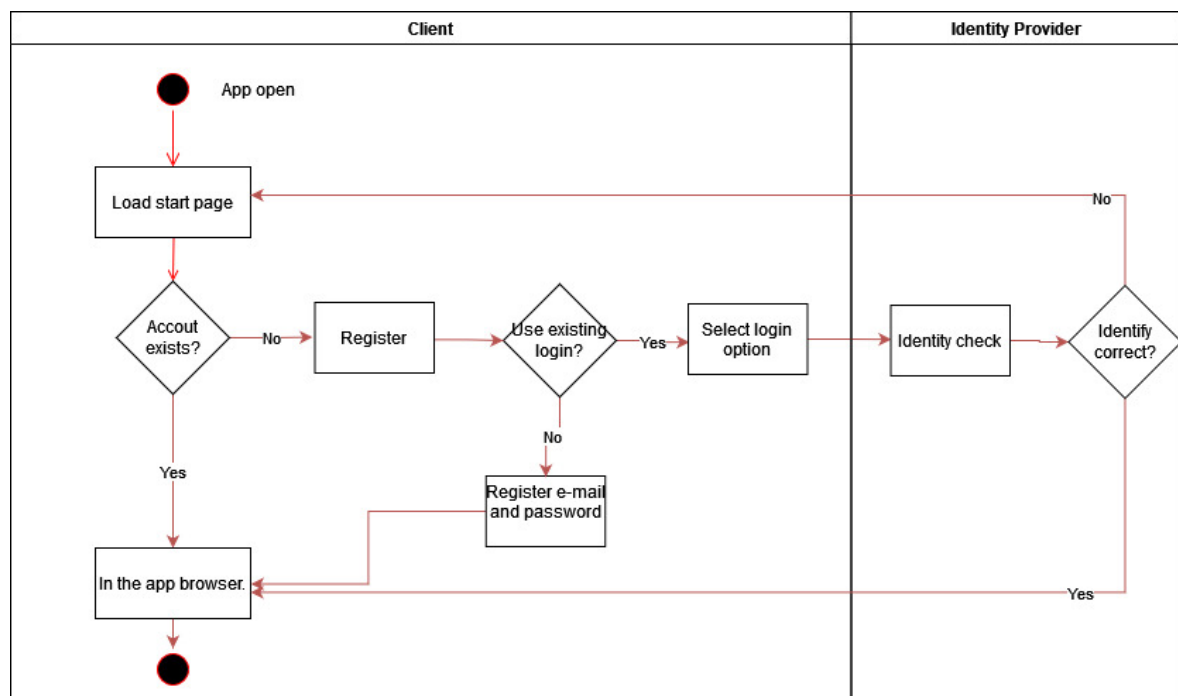 Client
Identity Provider
App open
Load start page
No
Accout
exists?
No
Register
Use existing
login?
Yes
Select login
option
Identity check
Identify
correct?
No
Yes
Register e-mail
and password
In the app browser.
Yes